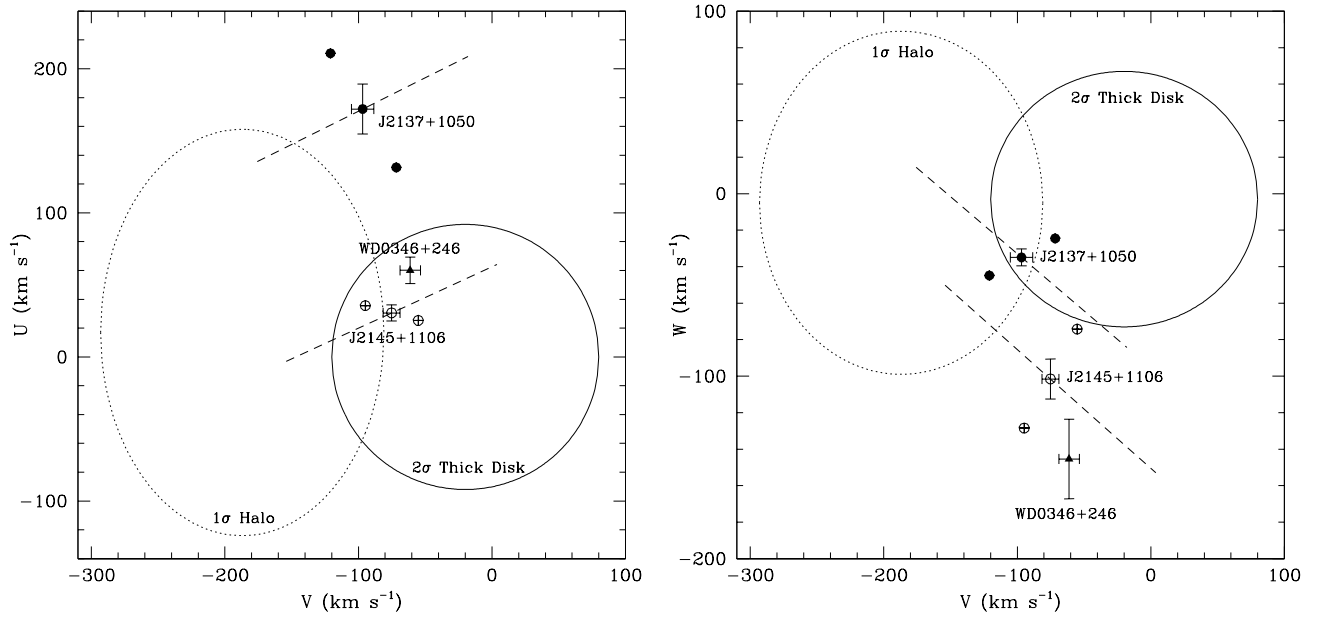 200
100
0
−100
U (km s⁻¹)
J2137+1050
WD0346+246
J2145+1106
2σ Thick Disk
1σ Halo
−300 −200 −100 0 100
V (km s⁻¹)
100
0
−100
−200
W (km s⁻¹)
1σ Halo
2σ Thick Disk
J2137+1050
J2145+1106
WD0346+246
−300 −200 −100 0 100
V (km s⁻¹)